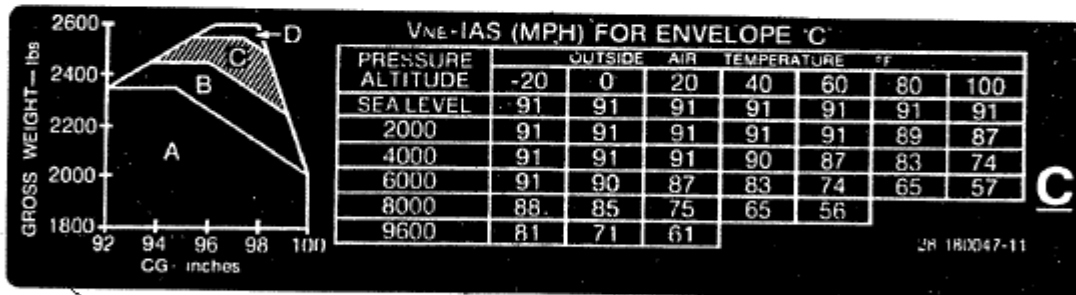 VNE-IAS (MPH) FOR ENVELOPE "C"
PRESSURE ALTITUDE OUTSIDE AIR TEMPERATURE °F
-20 0 20 40 60 80 100
SEA LEVEL 91 91 91 91 91 91 91
2000 91 91 91 91 91 89 87
4000 91 91 91 90 87 83 74
6000 91 90 87 83 74 65 57
8000 88 85 75 65 56
9600 81 71 61
GROSS WEIGHT—lbs
2600
2400
2200
2000
1800
92 94 96 98 100
CG - inches
A
B
C
D
C
180047-11